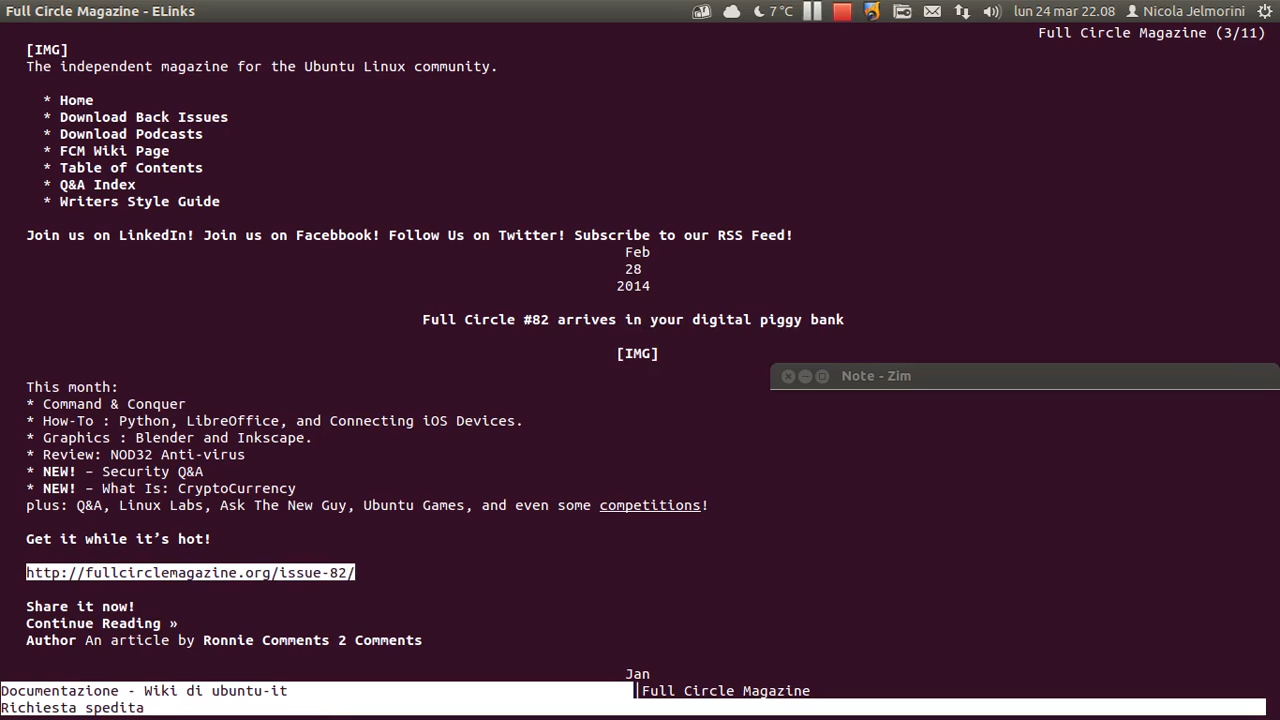 Full Circle Magazine - ELinks
7 °C
lun 24 mar 22.08
Nicola Jelmorini
Full Circle Magazine (3/11)
[IMG]
The independent magazine for the Ubuntu Linux community.
* Home
* Download Back Issues
* Download Podcasts
* FCM Wiki Page
* Table of Contents
* Q&A Index
* Writers Style Guide
Join us on LinkedIn! Join us on Facebbook! Follow Us on Twitter! Subscribe to our RSS Feed!
Feb
28
2014
Full Circle #82 arrives in your digital piggy bank
[IMG]
Note - Zim
This month:
* Command & Conquer
* How-To : Python, LibreOffice, and Connecting iOS Devices.
* Graphics : Blender and Inkscape.
* Review: NOD32 Anti-virus
* NEW! – Security Q&A
* NEW! – What Is: CryptoCurrency
plus: Q&A, Linux Labs, Ask The New Guy, Ubuntu Games, and even some competitions!
Get it while it’s hot!
http://fullcirclemagazine.org/issue-82/
Share it now!
Continue Reading »
Author An article by Ronnie Comments 2 Comments
Jan
Documentazione - Wiki di ubuntu-it |Full Circle Magazine
Richiesta spedita